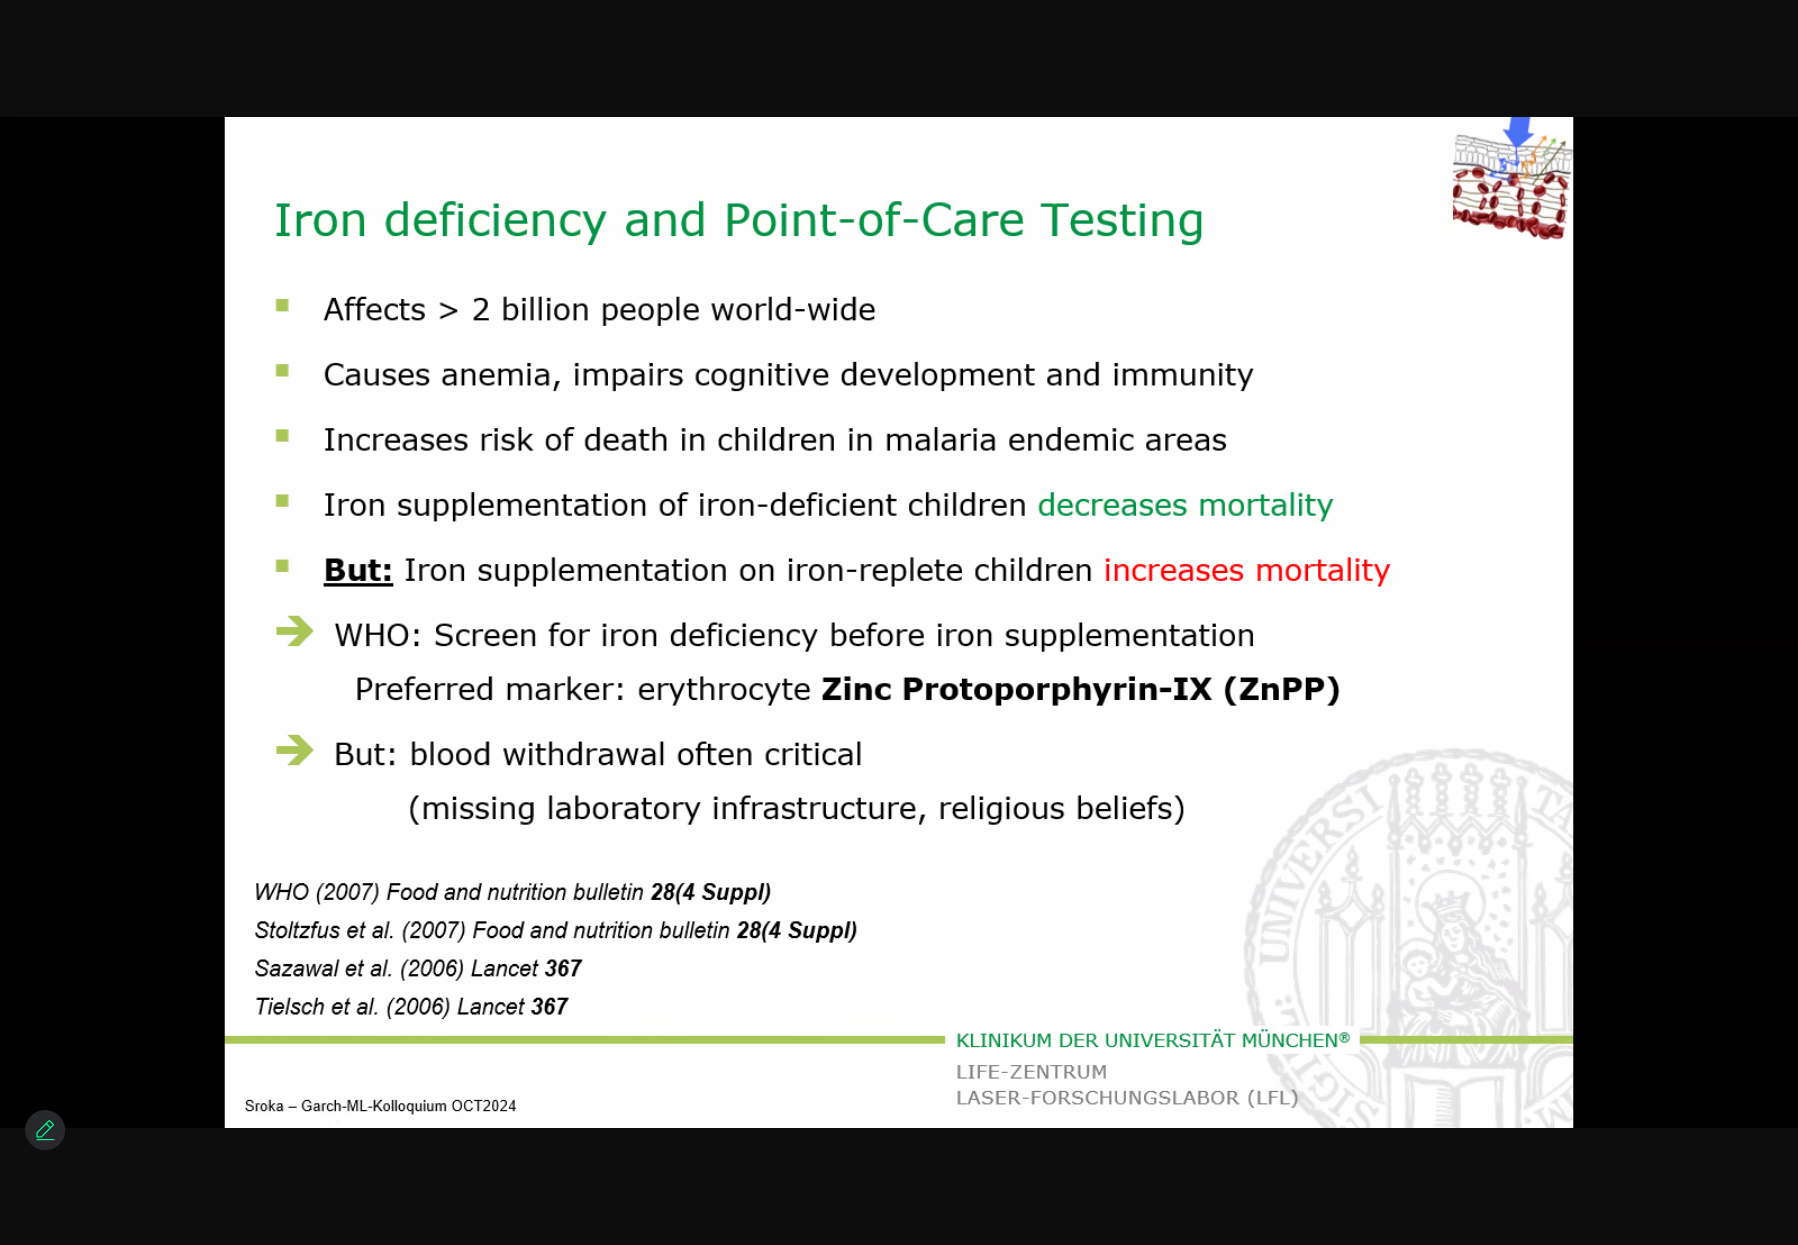 Iron deficiency and Point-of-Care Testing
Affects > 2 billion people world-wide
Causes anemia, impairs cognitive development and immunity
Increases risk of death in children in malaria endemic areas
Iron supplementation of iron-deficient children decreases mortality
But: Iron supplementation on iron-replete children increases mortality
WHO: Screen for iron deficiency before iron supplementation
Preferred marker: erythrocyte Zinc Protoporphyrin-IX (ZnPP)
But: blood withdrawal often critical
(missing laboratory infrastructure, religious beliefs)
WHO (2007) Food and nutrition bulletin 28(4 Suppl)
Stoltzfus et al. (2007) Food and nutrition bulletin 28(4 Suppl)
Sazawal et al. (2006) Lancet 367
Tielsch et al. (2006) Lancet 367
KLINIKUM DER UNIVERSITÄT MÜNCHEN®
LIFE-ZENTRUM
LASER-FORSCHUNGSLABOR (LFL)
Sroka – Garch-ML-Kolloquium OCT2024